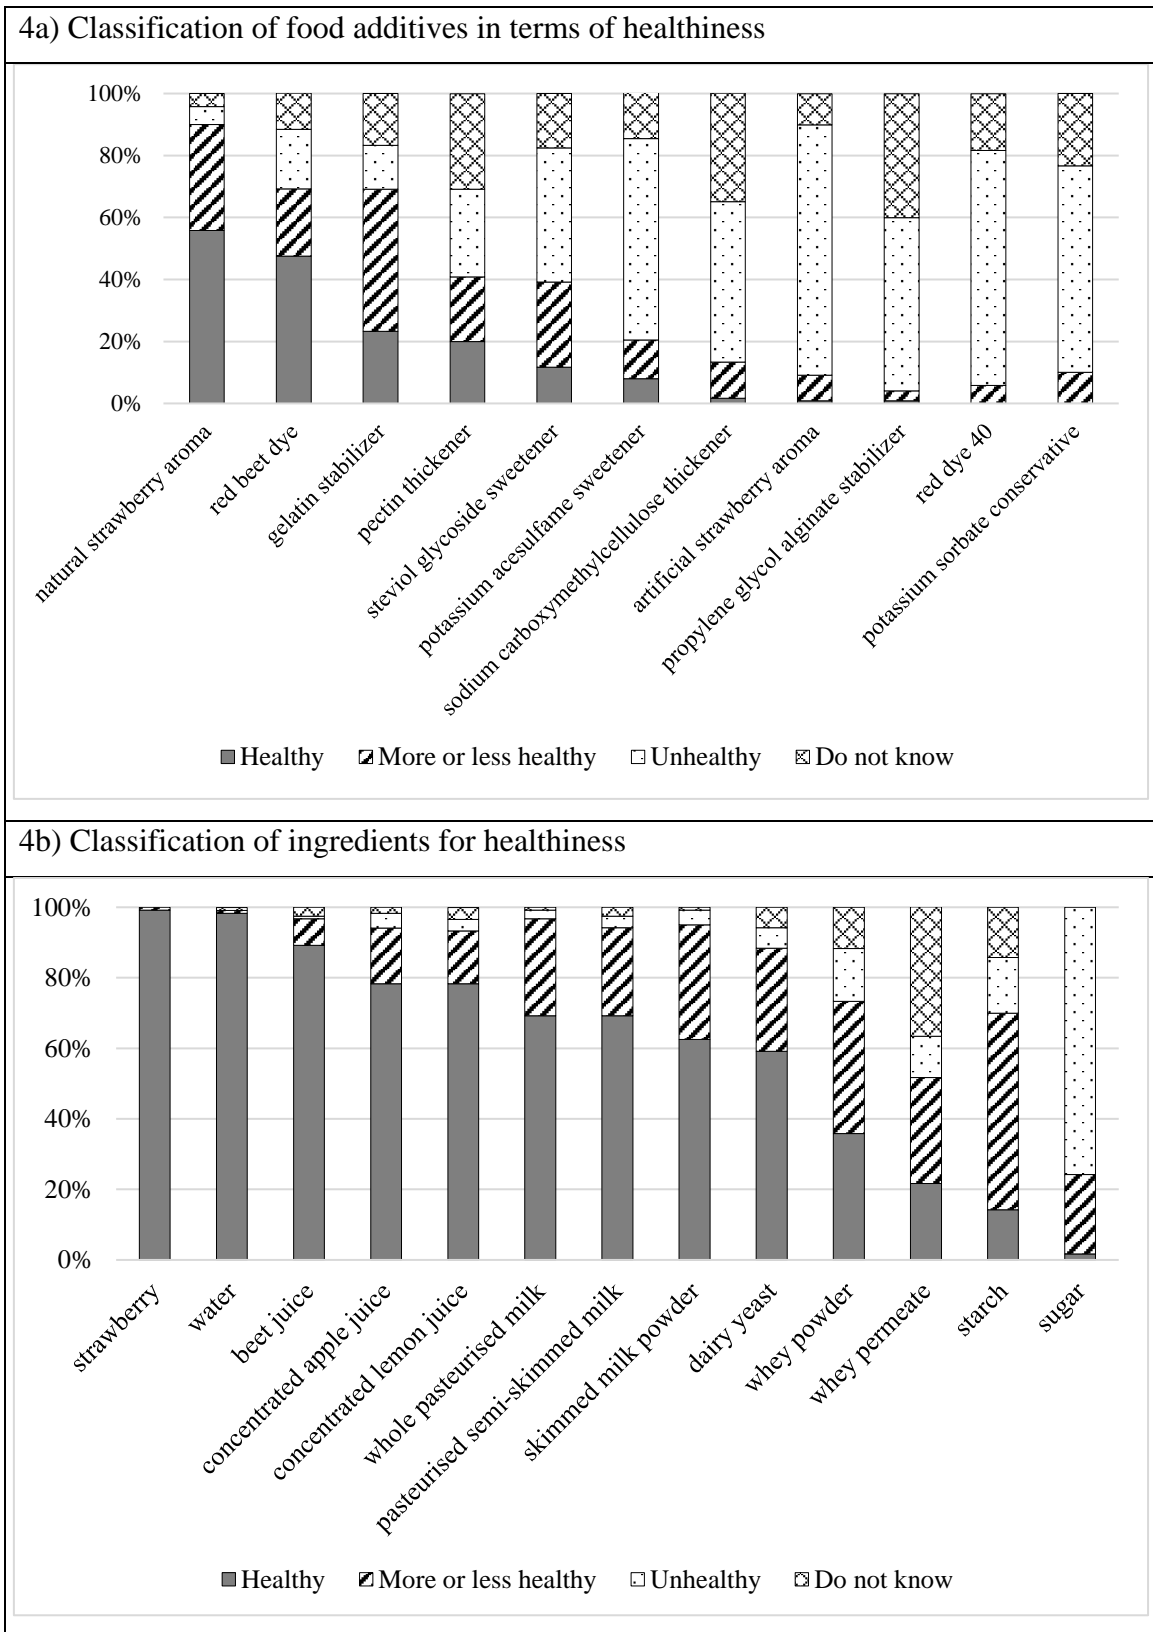 4a) Classification of food additives in terms of healthiness
100%
80%
60%
40%
20%
0%
natural strawberry aroma
red beet dye
gelatin stabilizer
pectin thickener
steviol glycoside sweetener
potassium acesulfame sweetener
sodium carboxymethylcellulose thickener
artificial strawberry aroma
propylene glycol alginate stabilizer
red dye 40
potassium sorbate conservative
Healthy More or less healthy Unhealthy Do not know
4b) Classification of ingredients for healthiness
100%
80%
60%
40%
20%
0%
strawberry
water
beet juice
concentrated apple juice
concentrated lemon juice
whole pasteurised milk
pasteurised semi-skimmed milk
skimmed milk powder
dairy yeast
whey powder
whey permeate
starch
sugar
Healthy More or less healthy Unhealthy Do not know